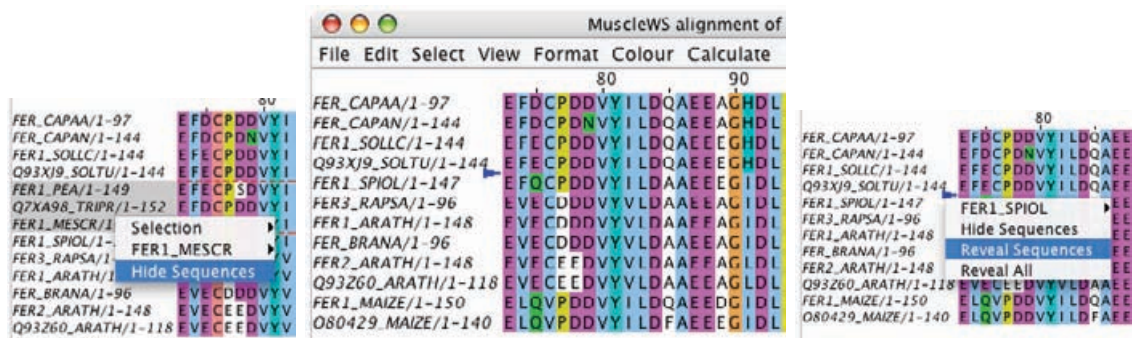 80
FER_CAPAA/1-97 EFDCPDDVYI
FER_CAPAN/1-144 EFDCPDNVYI
FER1_SOLLC/1-144 EFECPDDVYI
Q93XJ9_SOLTU/1-144 EFECPDDVYI
FER1_PEA/1-149 EFECPSDVYI
Q7XA98_TRIPR/1-152 EFDCPDDVYI
FER1_MESCR/1
Selection
FER1_SPIOL/1-
FER1_MESCR
FER3_RAPSA/1-
Hide Sequences
FER1_ARATH/1
FER_BRANA/1-96 EVECDDDVYV
FER2_ARATH/1-148 EVECEEDVYV
Q93Z60_ARATH/1-118 EVECEEDVYV
MuscleWS alignment of
File Edit Select View Format Colour Calculate
80 90
FER_CAPAA/1-97 EFDCPDDVYILDQAEEAGHDL
FER_CAPAN/1-144 EFDCPDNVYILDQAEEAGHDL
FER1_SOLLC/1-144 EFECPDDVYILDQAEEEGHDL
Q93XJ9_SOLTU/1-144 EFECPDDVYILDQAEEEGHDL
FER1_SPIOL/1-147 EFQCPDDVYILDAAEEEGIDL
FER3_RAPSA/1-96 EVECDDDVYVLDAAEEAGIDL
FER1_ARATH/1-148 EVECDDDVYVLDAAEEAGIDL
FER_BRANA/1-96 EVECDDDVYVLDAAEEAGIDL
FER2_ARATH/1-148 EVECEEDVYVLDAAEEAGLDL
Q93Z60_ARATH/1-118 EVECEEDVYVLDAAEEAGLDL
FER1_MAIZE/1-150 ELQVPDDVYILDQAEEDGIDL
O80429_MAIZE/1-140 ELQVPDDVYILDFAEEEGIDL
80
FER_CAPAA/1-97 EFDCPDDVYILDQAEE
FER_CAPAN/1-144 EFDCPDNVYILDQAEE
FER1_SOLLC/1-144 EFECPDDVYILDQAEE
Q93XJ9_SOLTU/1-144 EFECPDDVYILDQAEE
FER1_SPIOL/1-147
FER1_SPIOL
FER3_RAPSA/1-96
Hide Sequences
FER1_ARATH/1-148
Reveal Sequences
FER_BRANA/1-96
FER2_ARATH/1-148
Reveal All
Q93Z60_ARATH/1-118 EVECEEDVYVLDAAEE
FER1_MAIZE/1-150 ELQVPDDVYILDQAEE
O80429_MAIZE/1-140 ELQVPDDVYILDFAEE